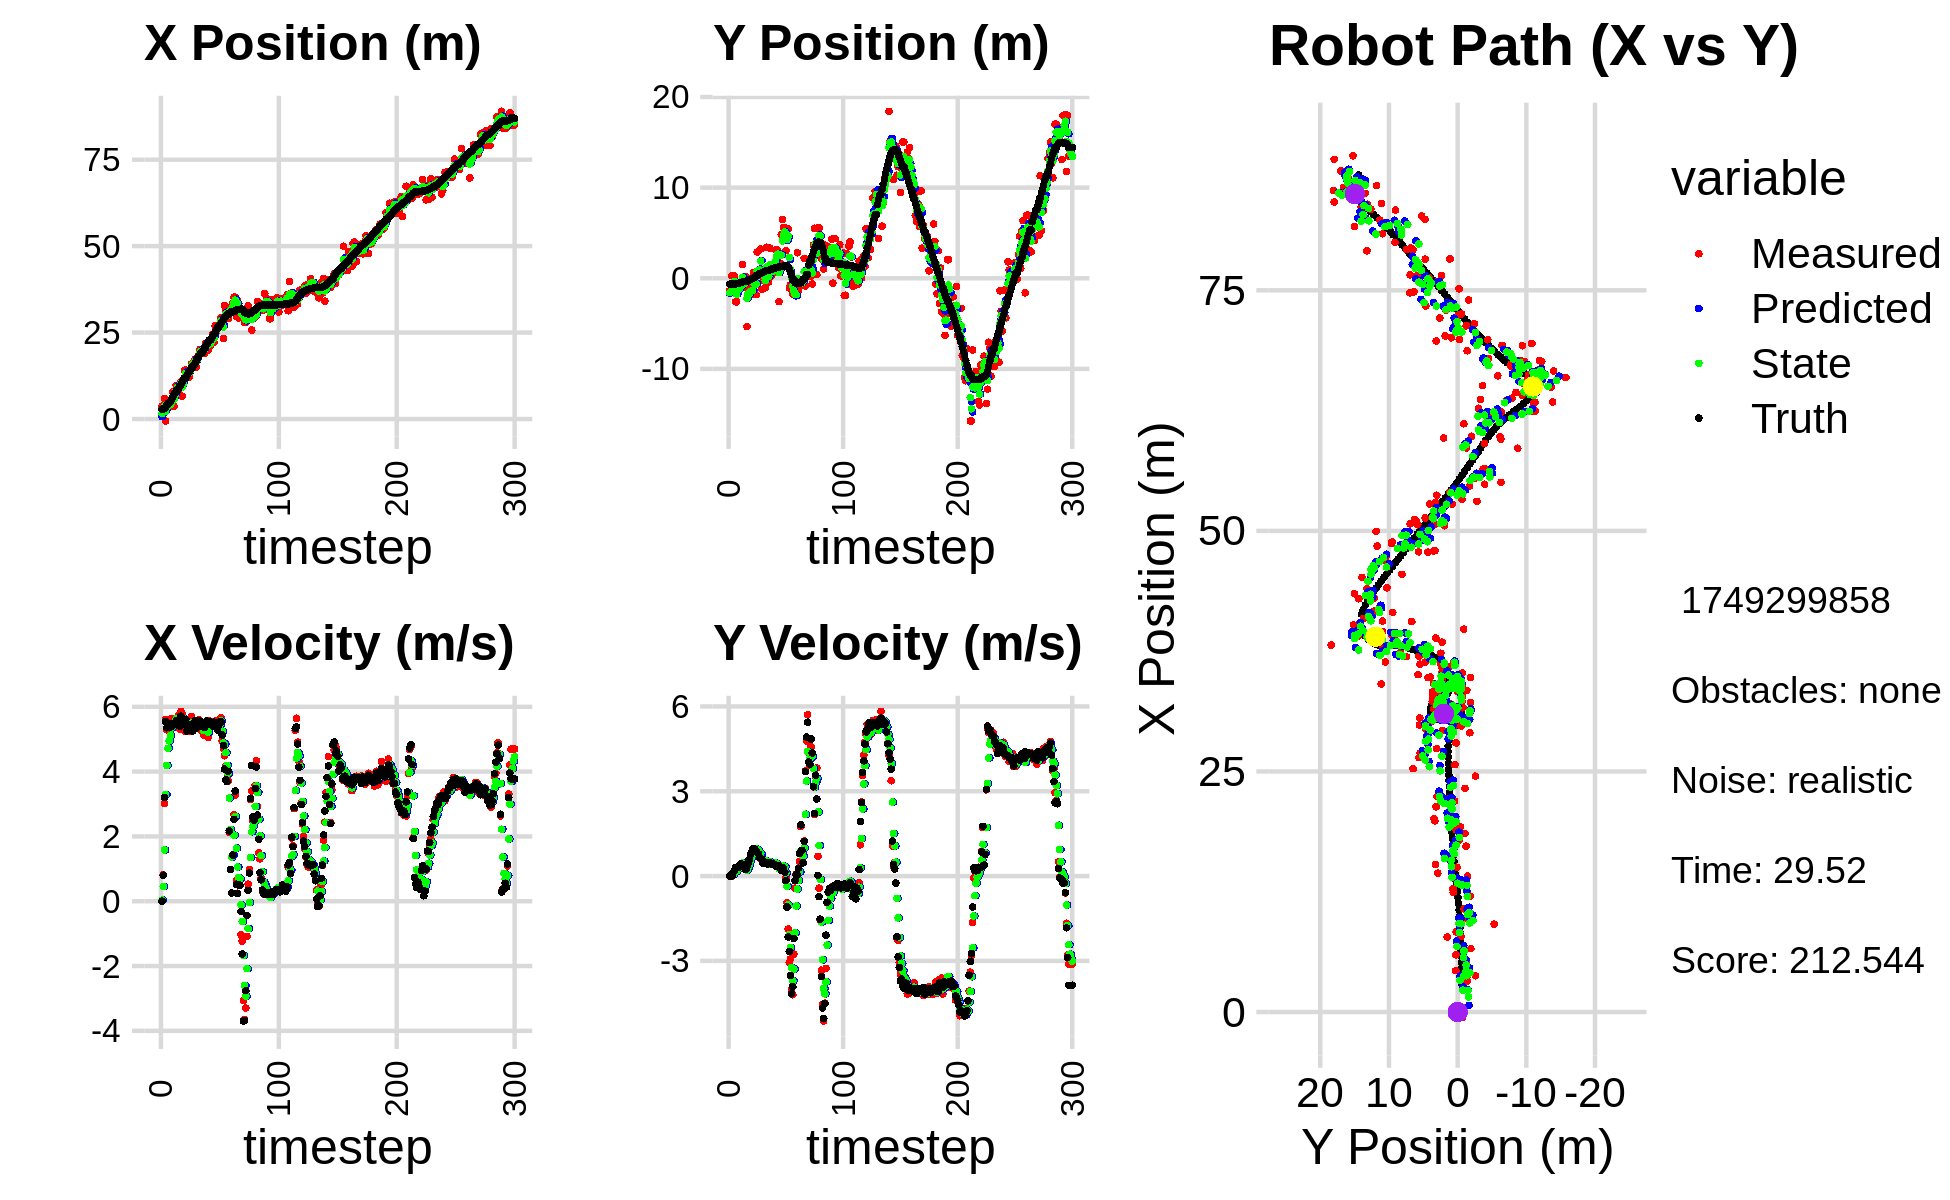 X Position (m)
75
50
25
0
0
100
200
300
timestep
Y Position (m)
20
10
0
-10
0
100
200
300
timestep
X Velocity (m/s)
6
4
2
0
-2
-4
0
100
200
300
timestep
Y Velocity (m/s)
6
3
0
-3
0
100
200
300
timestep
Robot Path (X vs Y)
X Position (m)
75
50
25
0
20 10 0 -10 -20
Y Position (m)
variable
Measured
Predicted
State
Truth
1749299858
Obstacles: none
Noise: realistic
Time: 29.52
Score: 212.544